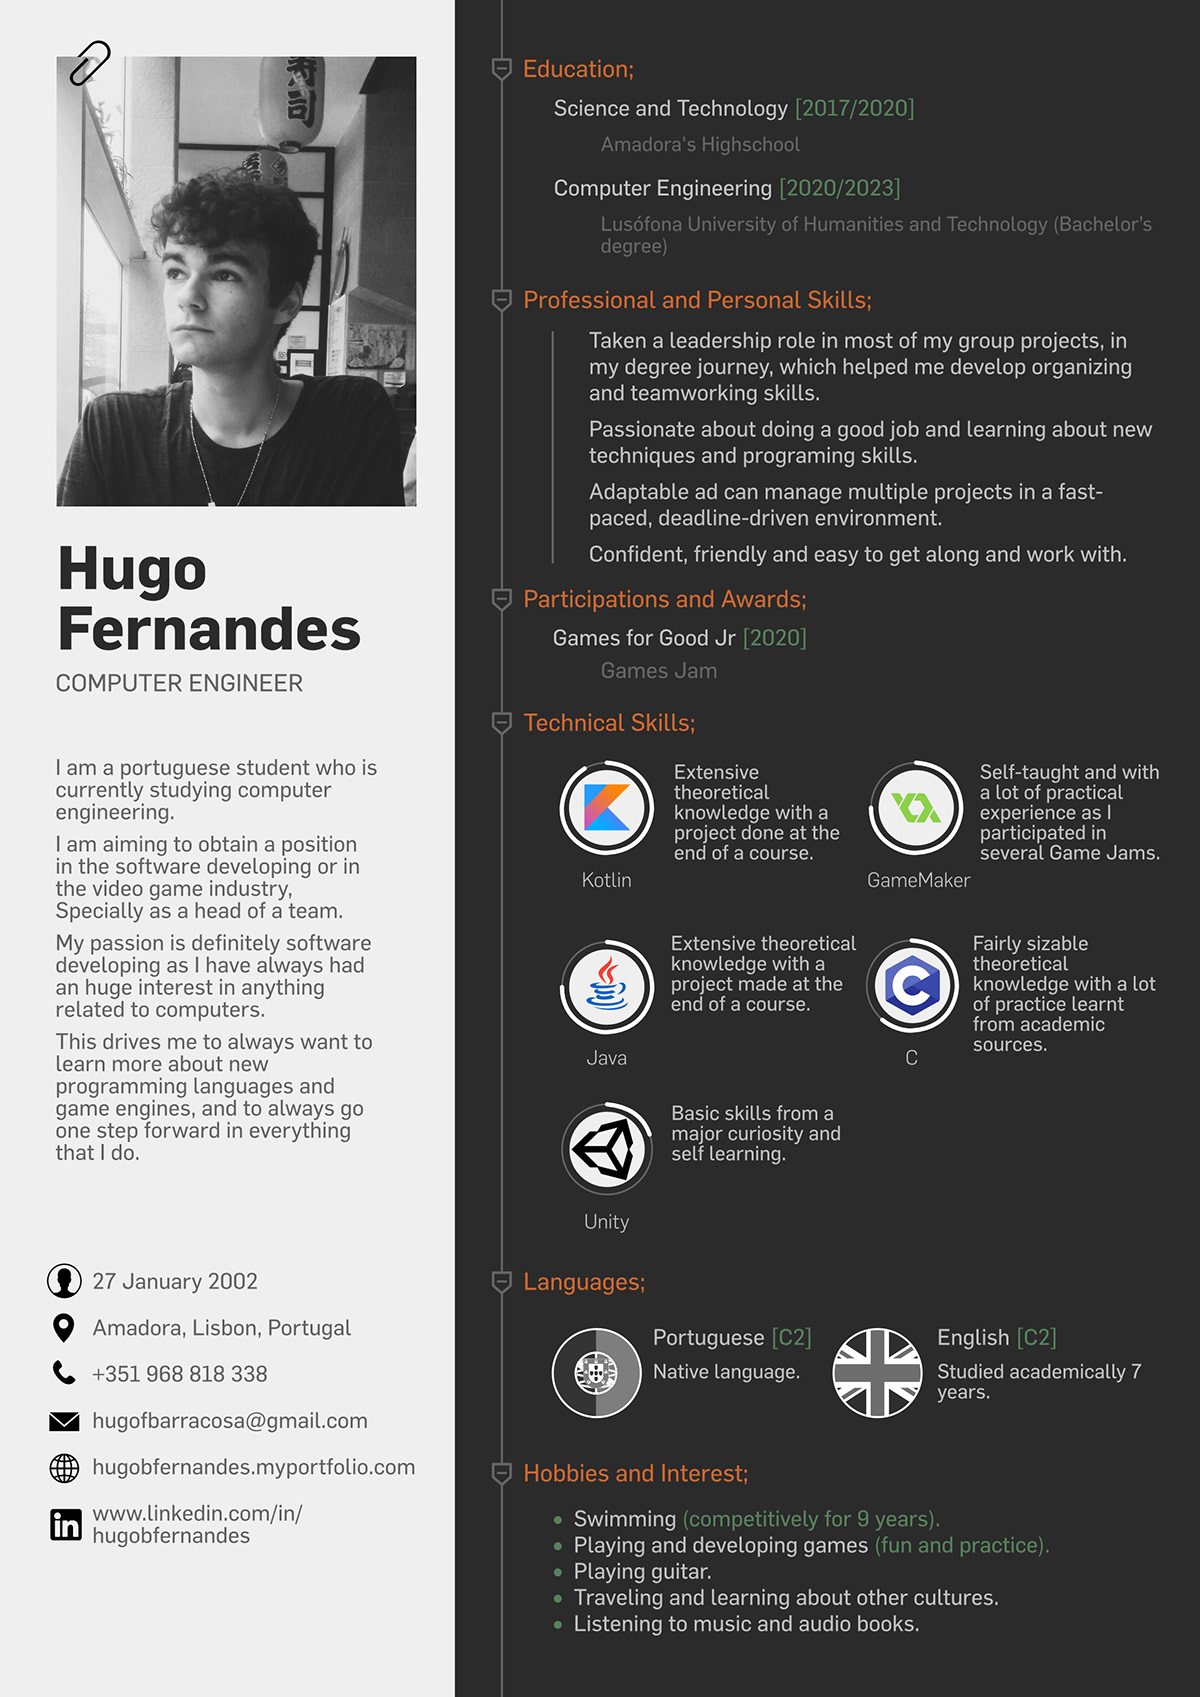 寿
司
Hugo
Fernandes
COMPUTER ENGINEER
I am a portuguese student who is
currently studying computer
engineering.
I am aiming to obtain a position
in the software developing or in
the video game industry,
Specially as a head of a team.
My passion is definitely software
developing as I have always had
an huge interest in anything
related to computers.
This drives me to always want to
learn more about new
programming languages and
game engines, and to always go
one step forward in everything
that I do.
27 January 2002
Amadora, Lisbon, Portugal
+351 968 818 338
hugofbarracosa@gmail.com
hugobfernandes.myportfolio.com
in
www.linkedin.com/in/
hugobfernandes
Education;
Science and Technology [2017/2020]
Amadora's Highschool
Computer Engineering [2020/2023]
Lusófona University of Humanities and Technology (Bachelor's
degree)
Professional and Personal Skills;
Taken a leadership role in most of my group projects, in
my degree journey, which helped me develop organizing
and teamworking skills.
Passionate about doing a good job and learning about new
techniques and programing skills.
Adaptable ad can manage multiple projects in a fast-
paced, deadline-driven environment.
Confident, friendly and easy to get along and work with.
Participations and Awards;
Games for Good Jr [2020]
Games Jam
Technical Skills;
Extensive
theoretical
knowledge with a
project done at the
end of a course.
Kotlin
Self-taught and with
a lot of practical
experience as I
participated in
several Game Jams.
GameMaker
Extensive theoretical
knowledge with a
project made at the
end of a course.
Java
C
Fairly sizable
theoretical
knowledge with a lot
of practice learnt
from academic
sources.
C
Basic skills from a
major curiosity and
self learning.
Unity
Languages;
Portuguese [C2]
Native language.
English [C2]
Studied academically 7
years.
Hobbies and Interest;
• Swimming (competitively for 9 years).
• Playing and developing games (fun and practice).
• Playing guitar.
• Traveling and learning about other cultures.
• Listening to music and audio books.